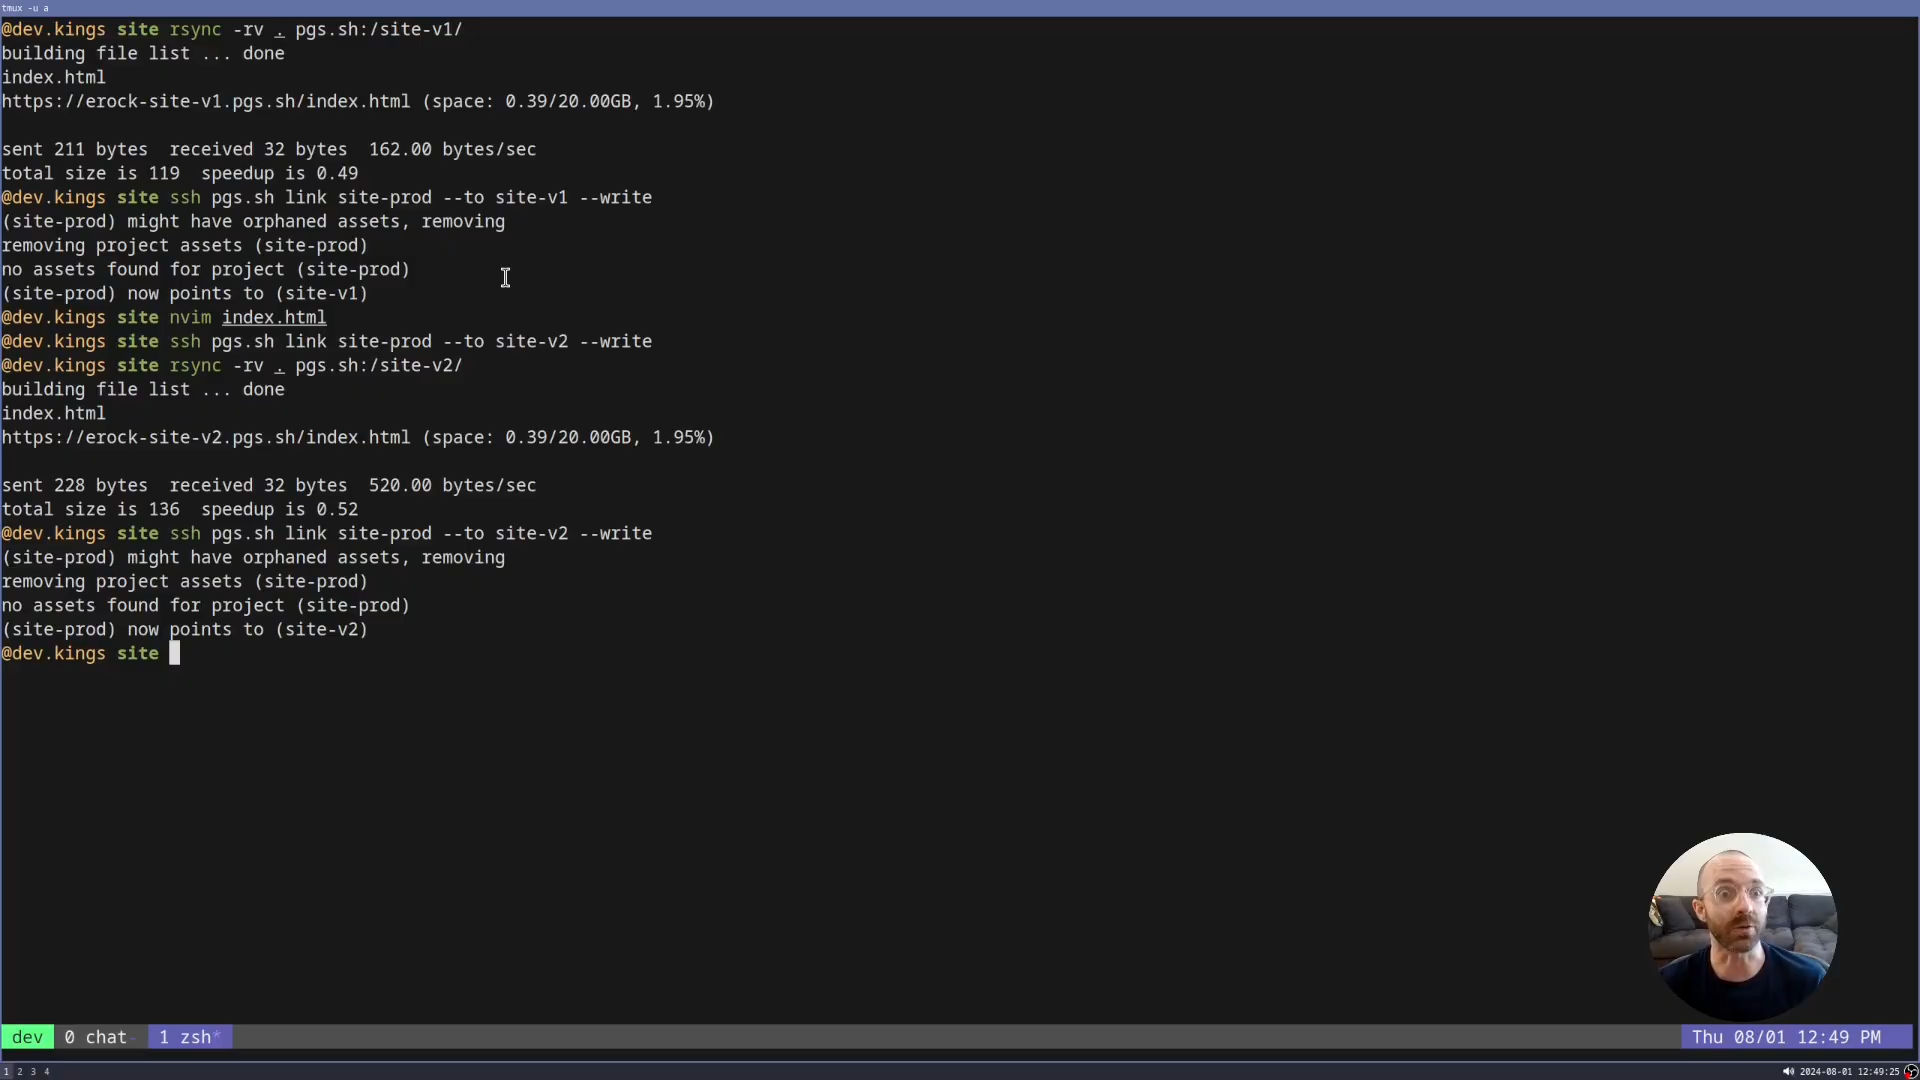 tmux -u a
@dev.kings site rsync -rv . pgs.sh:/site-v1/
building file list ... done
index.html
https://erock-site-v1.pgs.sh/index.html (space: 0.39/20.00GB, 1.95%)
sent 211 bytes  received 32 bytes  162.00 bytes/sec
total size is 119  speedup is 0.49
@dev.kings site ssh pgs.sh link site-prod --to site-v1 --write
(site-prod) might have orphaned assets, removing
removing project assets (site-prod)
no assets found for project (site-prod)
(site-prod) now points to (site-v1)
@dev.kings site nvim index.html
@dev.kings site ssh pgs.sh link site-prod --to site-v2 --write
@dev.kings site rsync -rv . pgs.sh:/site-v2/
building file list ... done
index.html
https://erock-site-v2.pgs.sh/index.html (space: 0.39/20.00GB, 1.95%)
sent 228 bytes  received 32 bytes  520.00 bytes/sec
total size is 136  speedup is 0.52
@dev.kings site ssh pgs.sh link site-prod --to site-v2 --write
(site-prod) might have orphaned assets, removing
removing project assets (site-prod)
no assets found for project (site-prod)
(site-prod) now points to (site-v2)
@dev.kings site
dev 0 chat- 1 zsh* Thu 08/01 12:49 PM
1 2 3 4 2024-08-01 12:49:25